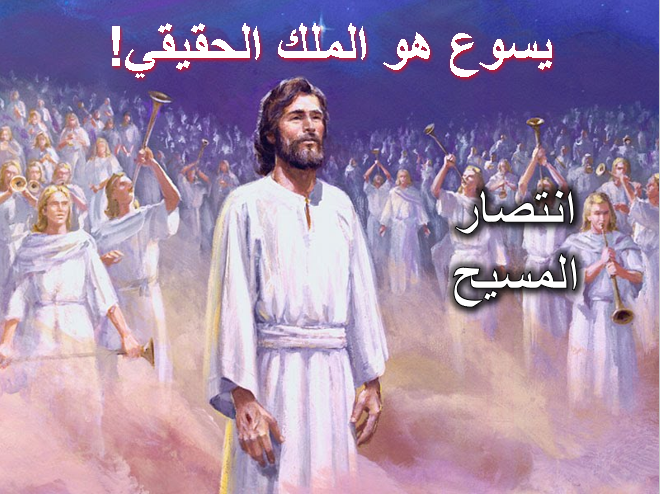 يسوع هو الملك الحقيقي!
انتصار
المسيح